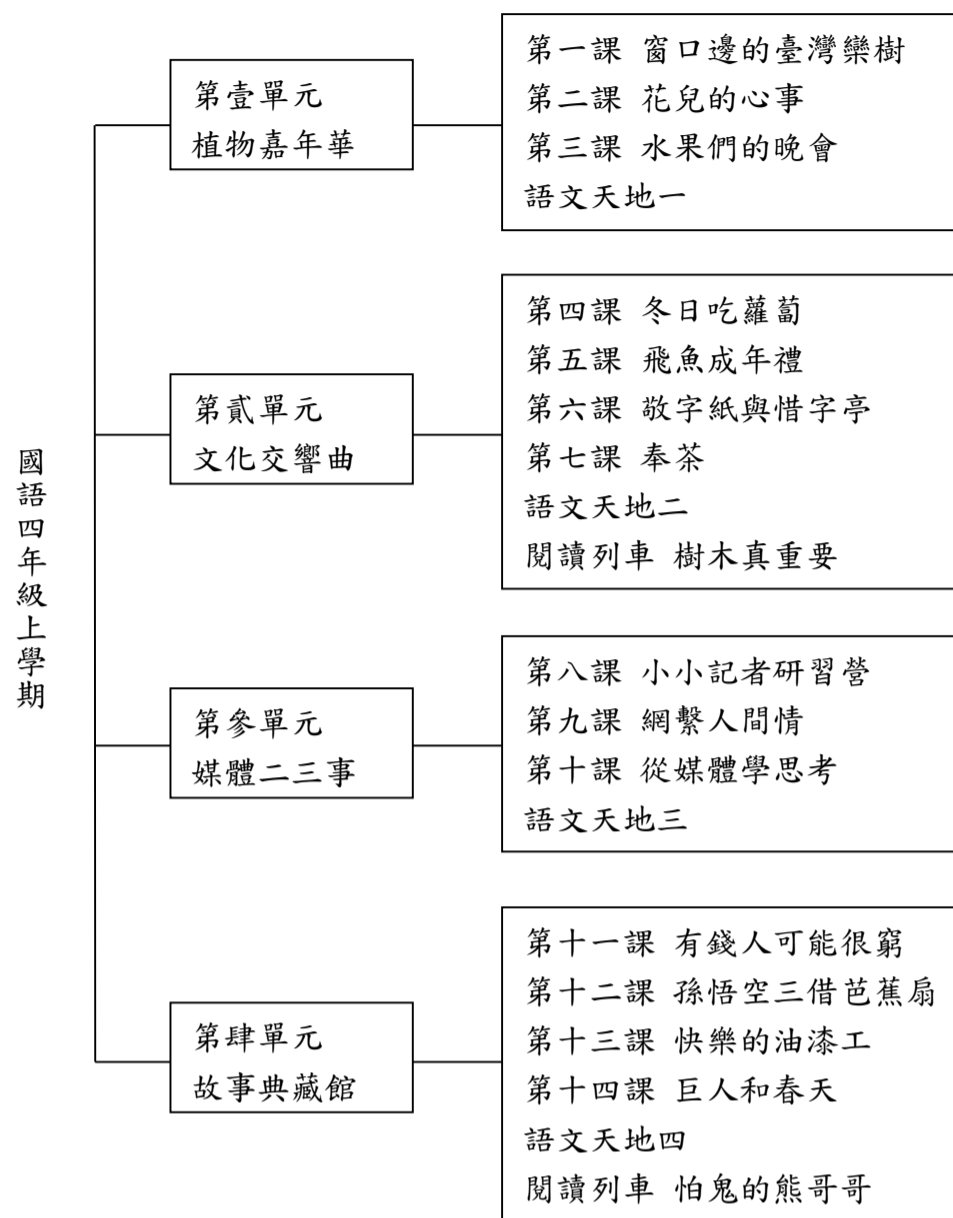 國語四年級上學期
第壹單元
植物嘉年華
第一課 窗口邊的臺灣欒樹
第二課 花兒的心事
第三課 水果們的晚會
語文天地一
第貳單元
文化交響曲
第四課 冬日吃蘿蔔
第五課 飛魚成年禮
第六課 敬字紙與惜字亭
第七課 奉茶
語文天地二
閱讀列車 樹木真重要
第參單元
媒體二三事
第八課 小小記者研習營
第九課 網繫人間情
第十課 從媒體學思考
語文天地三
第肆單元
故事典藏館
第十一課 有錢人可能很窮
第十二課 孫悟空三借芭蕉扇
第十三課 快樂的油漆工
第十四課 巨人和春天
語文天地四
閱讀列車 怕鬼的熊哥哥